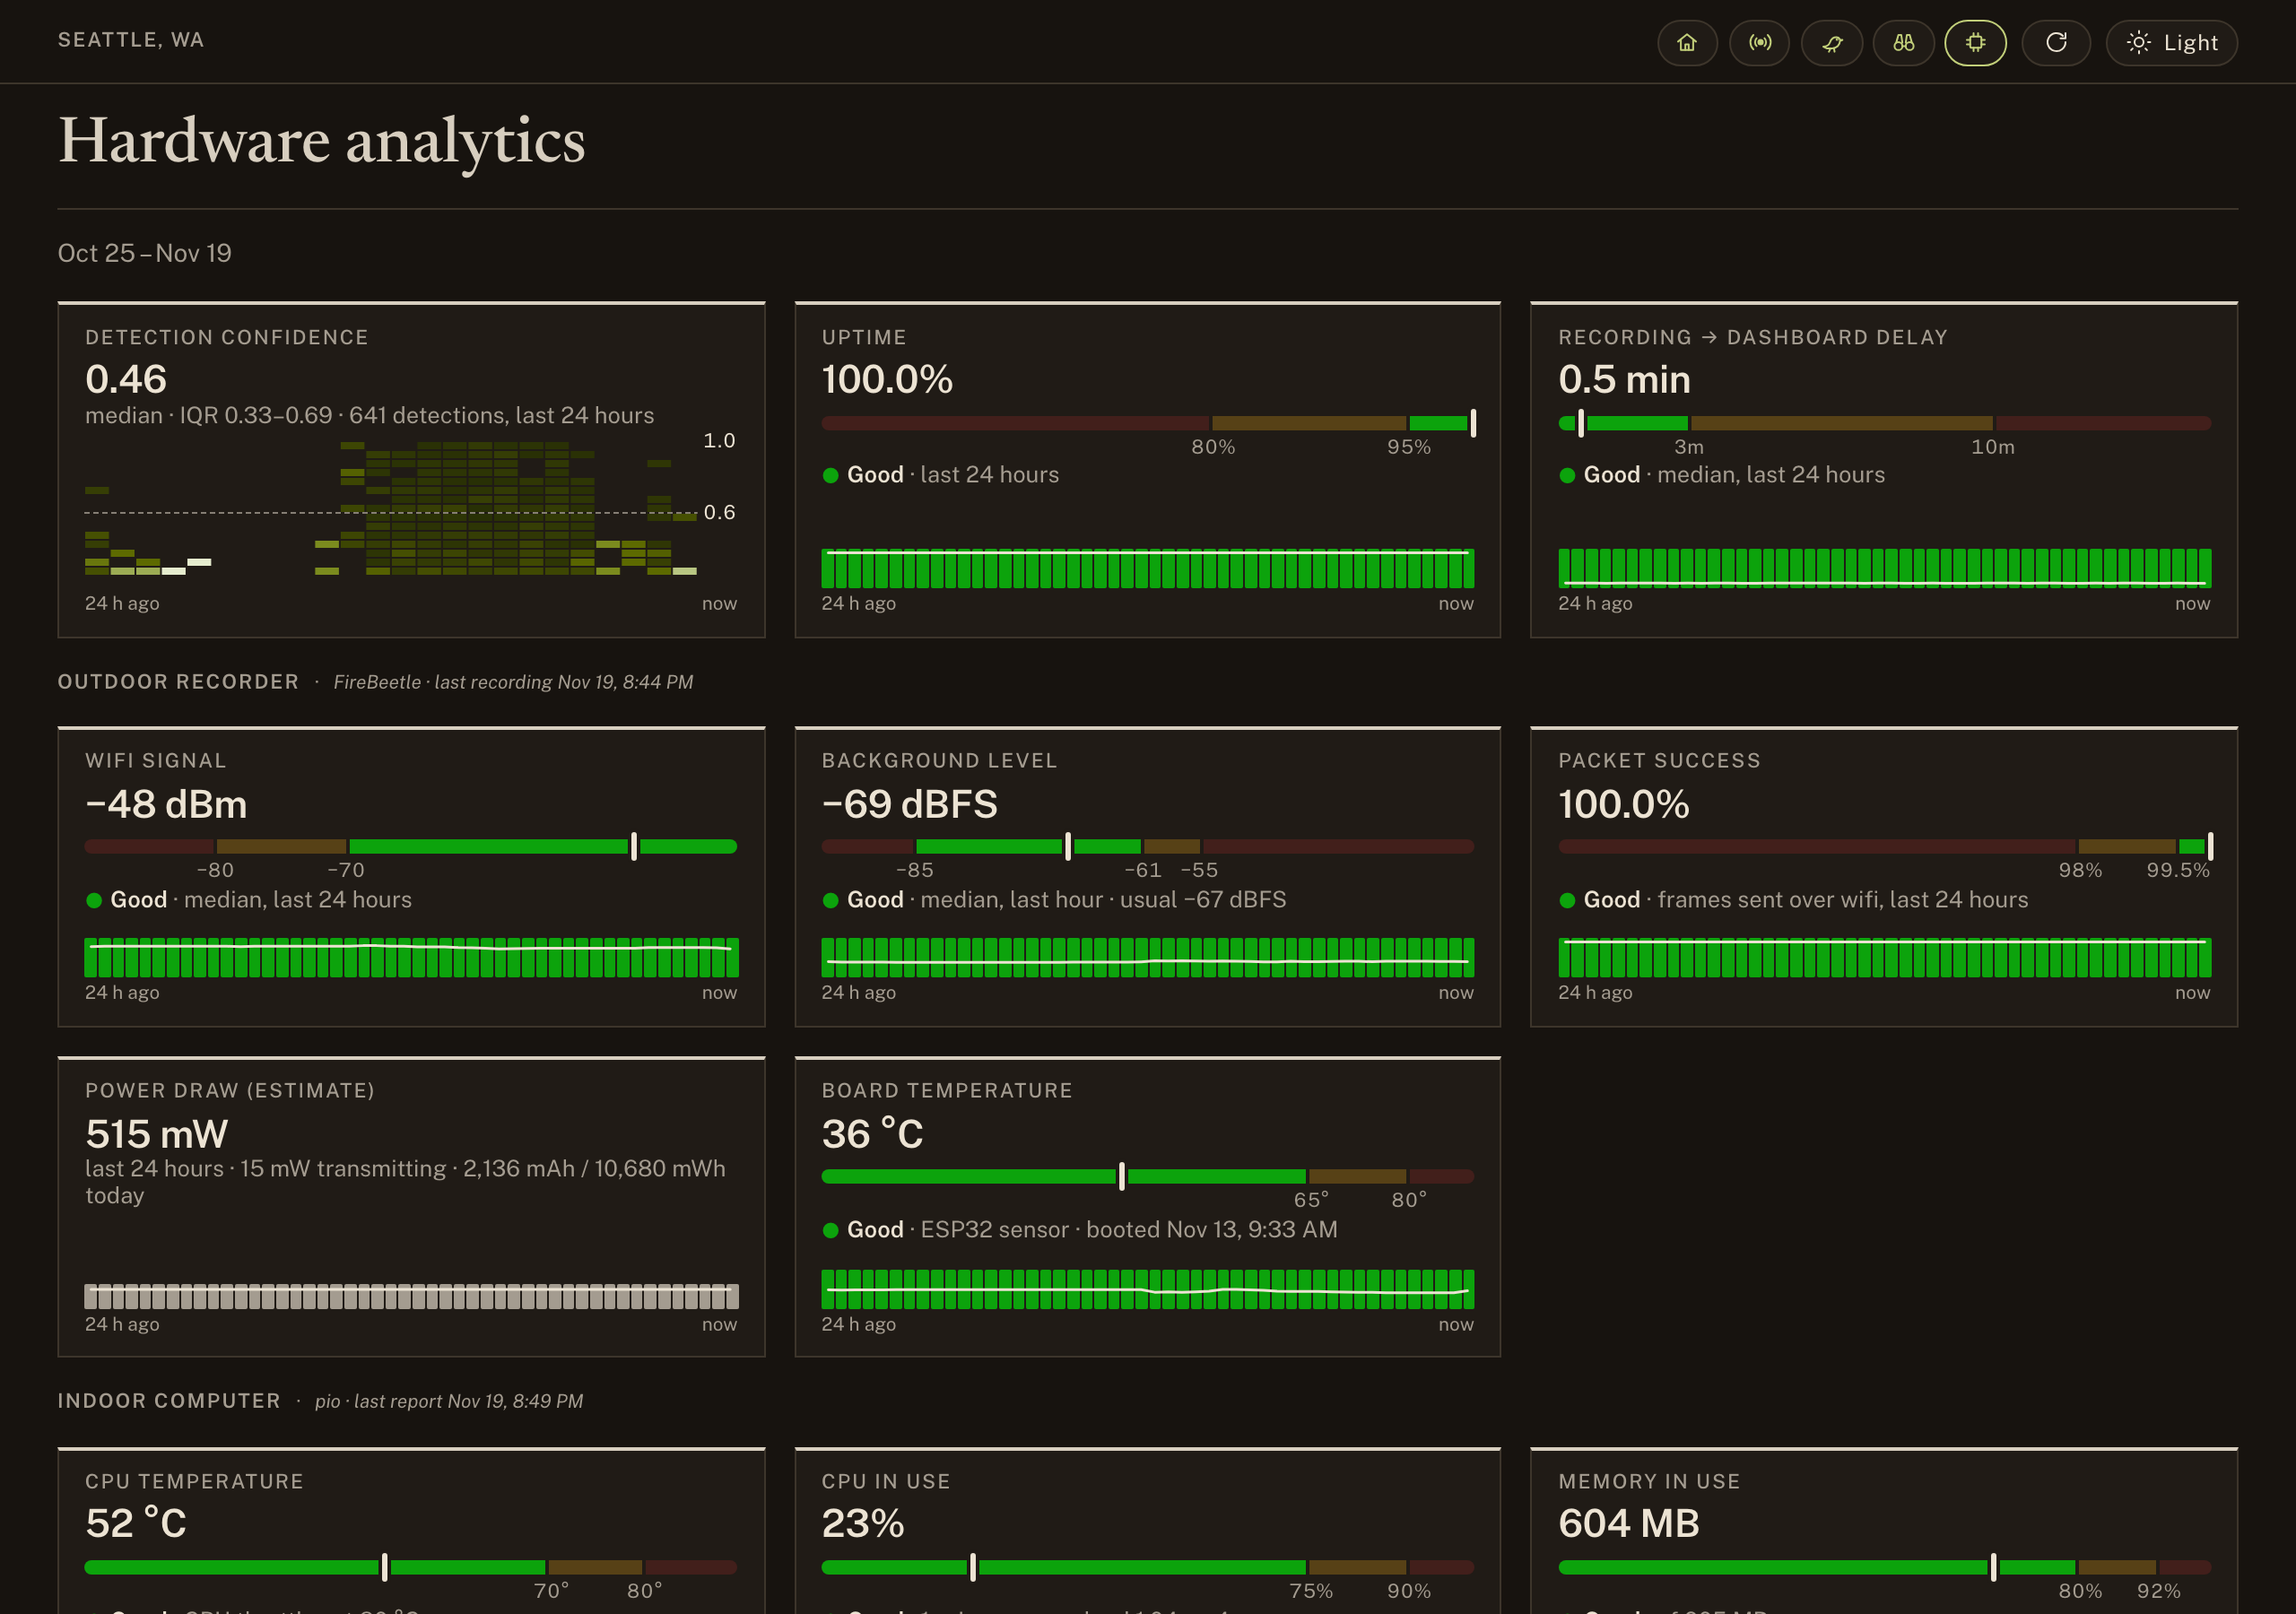 SEATTLE, WA
Light
Hardware analytics
Oct 25 – Nov 19
DETECTION CONFIDENCE
0.46
median · IQR 0.33–0.69 · 641 detections, last 24 hours
1.0
0.6
24 h ago now
UPTIME
100.0%
80% 95%
Good · last 24 hours
24 h ago now
RECORDING → DASHBOARD DELAY
0.5 min
3m 10m
Good · median, last 24 hours
24 h ago now
OUTDOOR RECORDER · FireBeetle · last recording Nov 19, 8:44 PM
WIFI SIGNAL
−48 dBm
−80 −70
Good · median, last 24 hours
24 h ago now
BACKGROUND LEVEL
−69 dBFS
−85 −61 −55
Good · median, last hour · usual −67 dBFS
24 h ago now
PACKET SUCCESS
100.0%
98% 99.5%
Good · frames sent over wifi, last 24 hours
24 h ago now
POWER DRAW (ESTIMATE)
515 mW
last 24 hours · 15 mW transmitting · 2,136 mAh / 10,680 mWh
today
24 h ago now
BOARD TEMPERATURE
36 °C
65° 80°
Good · ESP32 sensor · booted Nov 13, 9:33 AM
24 h ago now
INDOOR COMPUTER · pio · last report Nov 19, 8:49 PM
CPU TEMPERATURE
52 °C
70° 80°
CPU IN USE
23%
75% 90%
MEMORY IN USE
604 MB
80% 92%